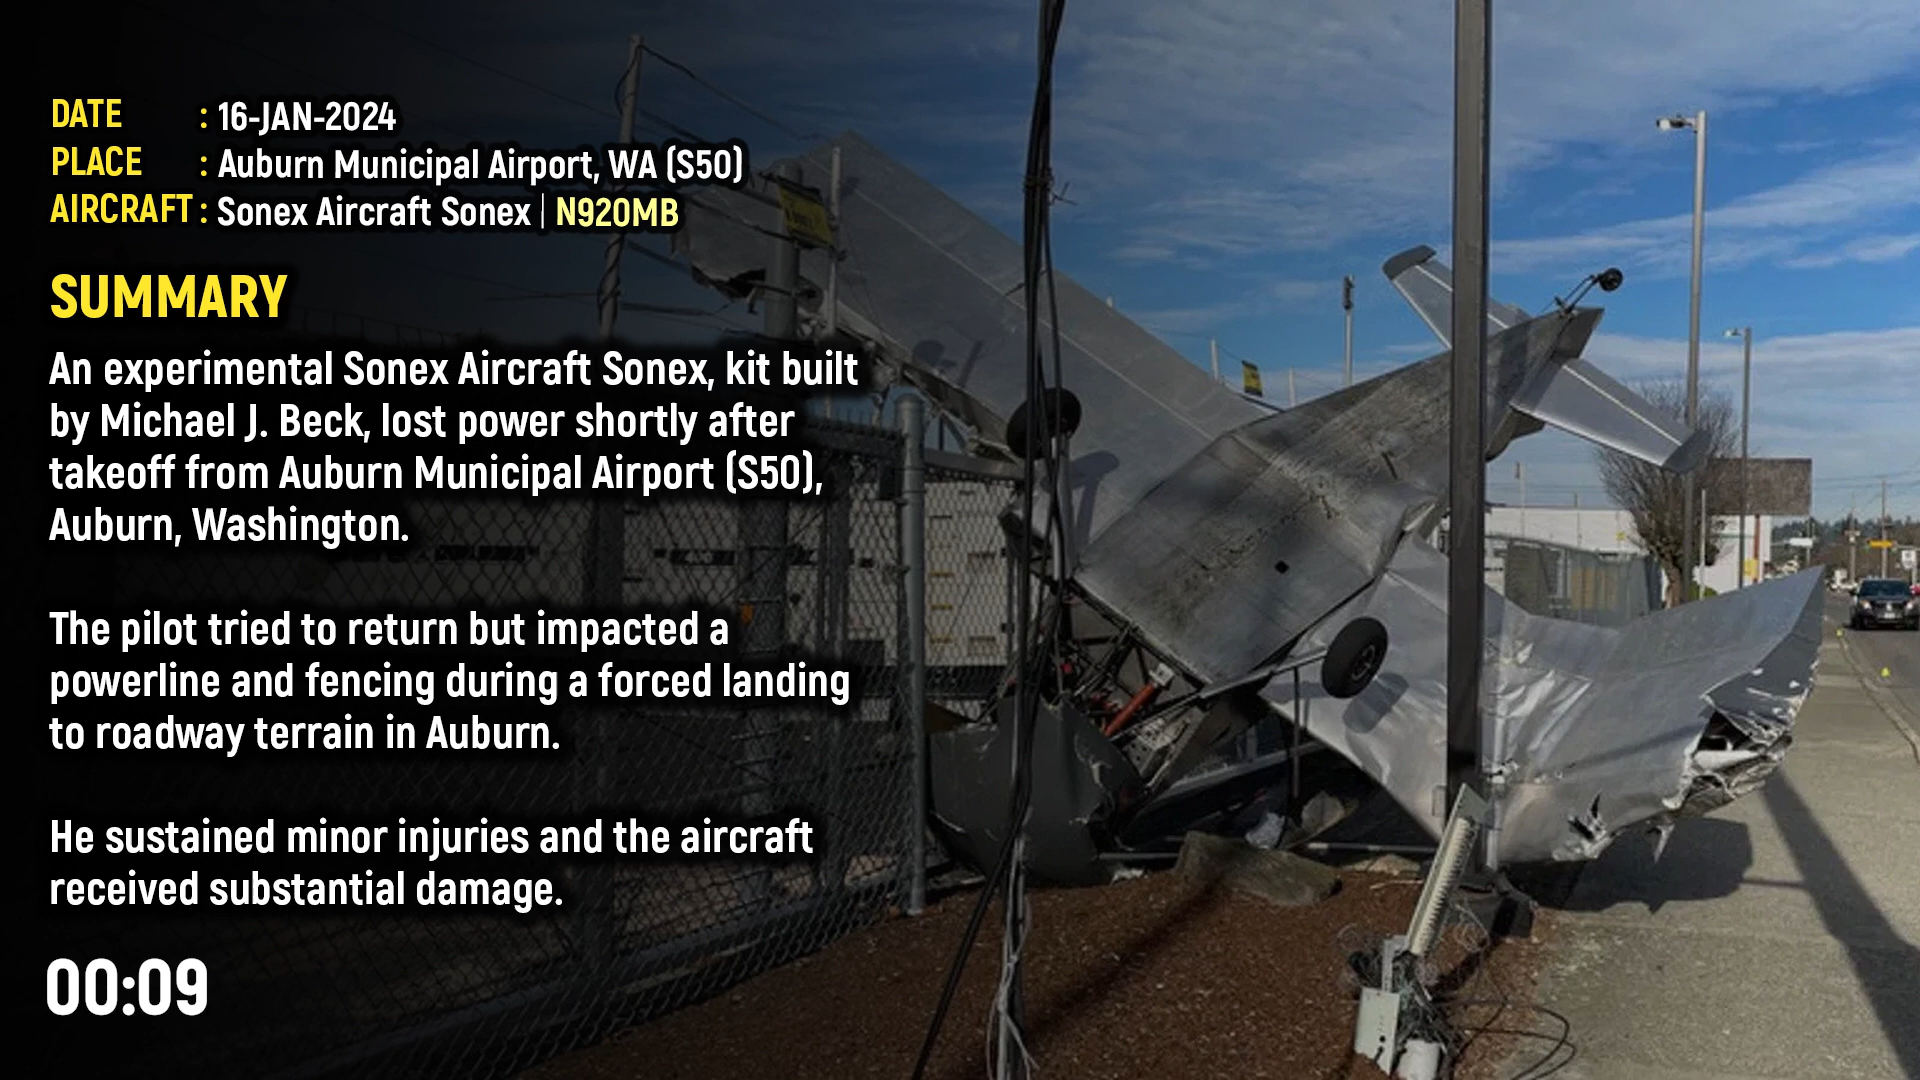 DATE : 16-JAN-2024
PLACE : Auburn Municipal Airport, WA (S50)
AIRCRAFT : Sonex Aircraft Sonex | N920MB
SUMMARY
An experimental Sonex Aircraft Sonex, kit built
by Michael J. Beck, lost power shortly after
takeoff from Auburn Municipal Airport (S50),
Auburn, Washington.
The pilot tried to return but impacted a
powerline and fencing during a forced landing
to roadway terrain in Auburn.
He sustained minor injuries and the aircraft
received substantial damage.
00:09